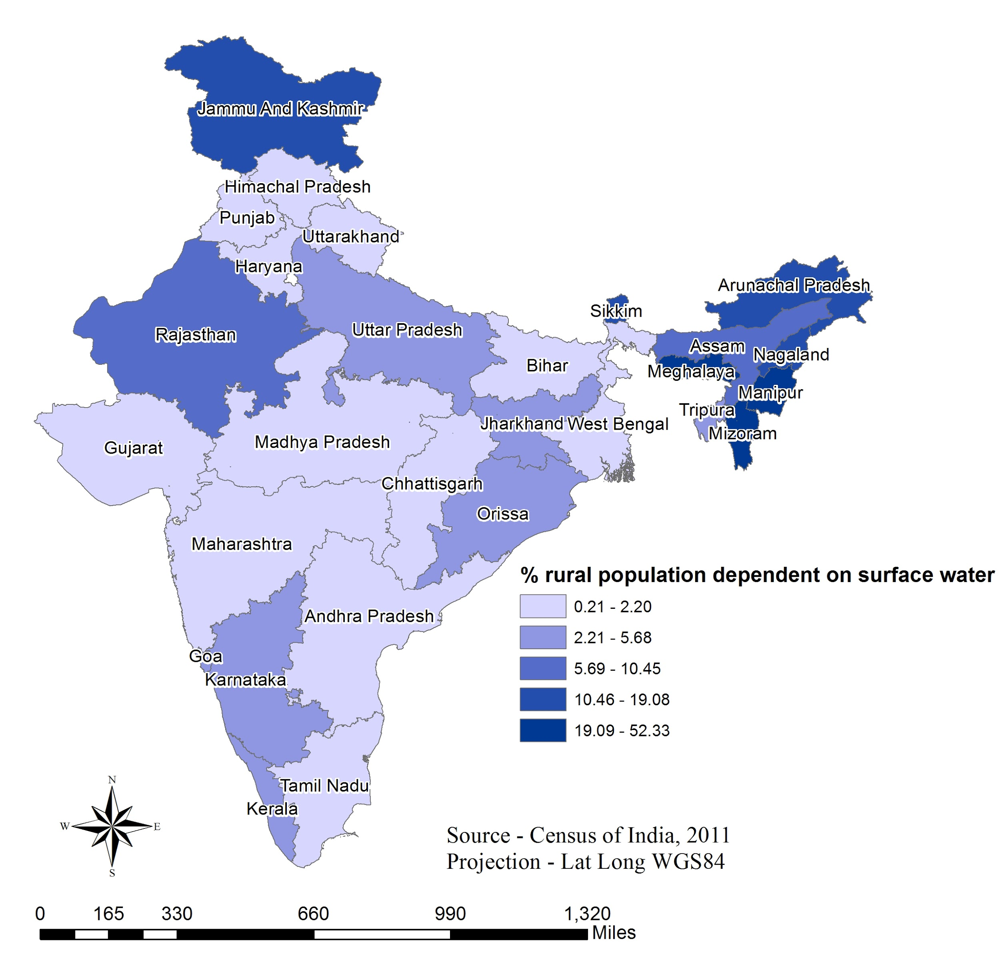 Jammu And Kashmir
Himachal Pradesh
Punjab
Uttarakhand
Haryana
Arunachal Pradesh
Sikkim
Uttar Pradesh
Rajasthan
Assam
Nagaland
Bihar
Meghalaya
Manipur
Tripura
Jharkhand
West Bengal
Mizoram
Madhya Pradesh
Gujarat
Chhattisgarh
Orissa
Maharashtra
% rural population dependent on surface water
0.21 - 2.20
2.21 - 5.68
5.69 - 10.45
10.46 - 19.08
19.09 - 52.33
Andhra Pradesh
Goa
Karnataka
Tamil Nadu
Kerala
N
W
E
S
Source - Census of India, 2011
Projection - Lat Long WGS84
0 165 330 660 990 1,320
Miles